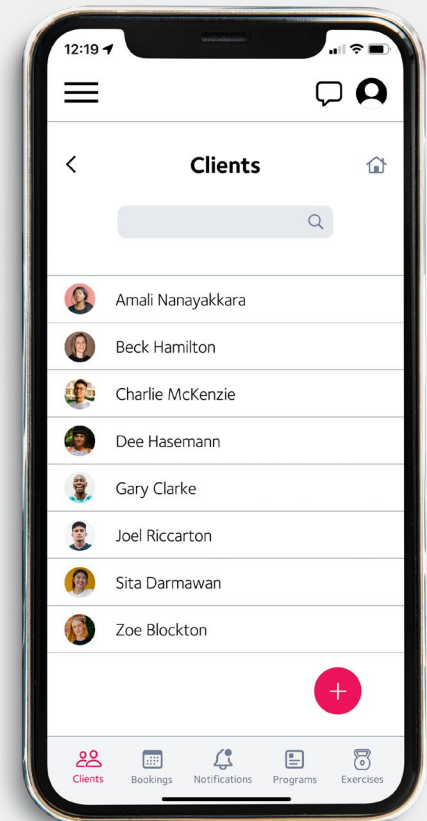 12:19
Clients
Amali Nanayakkara
Beck Hamilton
Charlie McKenzie
Dee Hasemann
Gary Clarke
Joel Riccarton
Sita Darmawan
Zoe Blockton
+
Clients Bookings Notifications Programs Exercises